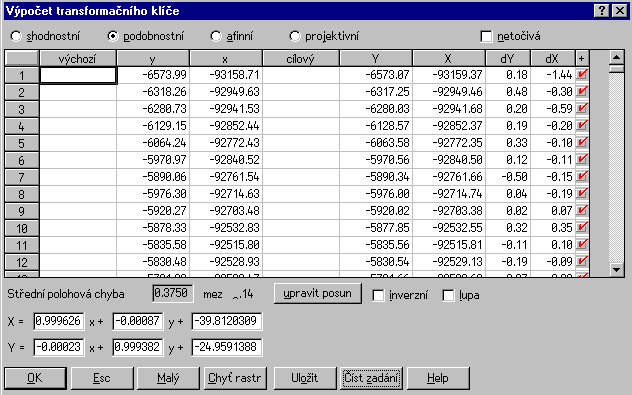 Výpočet transformačního klíče
shodnostní podobnostní afinní projektivní netočivá
výchozí y x cílový Y X dY dX +
1 -6573.99 -93158.71 -6573.07 -93159.37 0.18 -1.44
2 -6318.26 -92949.63 -6317.25 -92949.46 0.48 -0.30
3 -6280.73 -92941.53 -6280.03 -92941.68 0.20 -0.59
4 -6129.15 -92852.44 -6128.57 -92852.37 0.19 -0.20
5 -6064.24 -92772.43 -6063.58 -92772.35 0.33 -0.10
6 -5970.97 -92840.52 -5970.56 -92840.50 0.12 -0.11
7 -5890.06 -92761.54 -5890.34 -92761.66 -0.50 -0.15
8 -5976.30 -92714.63 -5976.00 -92714.74 0.04 -0.19
9 -5920.27 -92703.48 -5920.02 -92703.38 0.02 0.07
10 -5878.33 -92532.83 -5877.85 -92532.55 0.32 0.35
11 -5835.58 -92515.80 -5835.56 -92515.81 -0.11 0.10
12 -5830.48 -92528.93 -5830.54 -92529.13 -0.19 -0.09
Střední polohová chyba 0.3750 mez .14 upravit posun inverzní lupa
X = 0.999626 x + -0.00087 y + -39.8120309
Y = -0.00023 x + 0.999382 y + -24.9591388
OK Esc Malý Chyť rastr Uložit Číst zadání Help